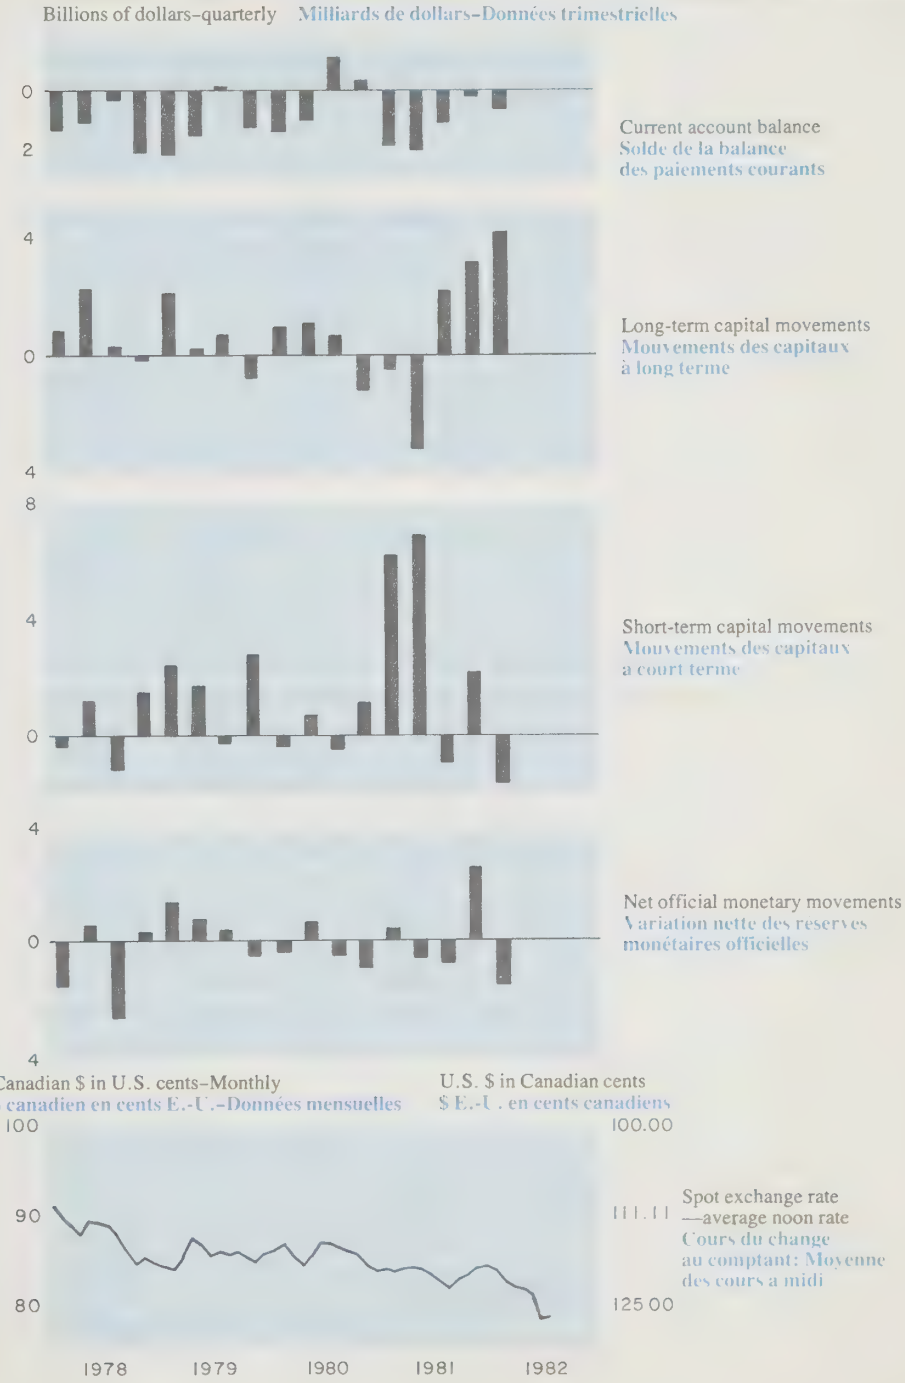 Billions of dollars–quarterly Milliards de dollars–Données trimestrielles
0
2
Current account balance
Solde de la balance
des paiements courants
4
0
4
Long-term capital movements
Mouvements des capitaux
à long terme
8
4
0
Short-term capital movements
Mouvements des capitaux
a court terme
4
0
4
Net official monetary movements
Variation nette des reserves
monétaires officielles
Canadian $ in U.S. cents–Monthly U.S. $ in Canadian cents
canadien en cents E.-U.–Données mensuelles $ E.-U. en cents canadiens
100 100.00
90 111.11
80 125 00
Spot exchange rate
—average noon rate
Cours du change
au comptant: Moyenne
des cours a midi
1978 1979 1980 1981 1982